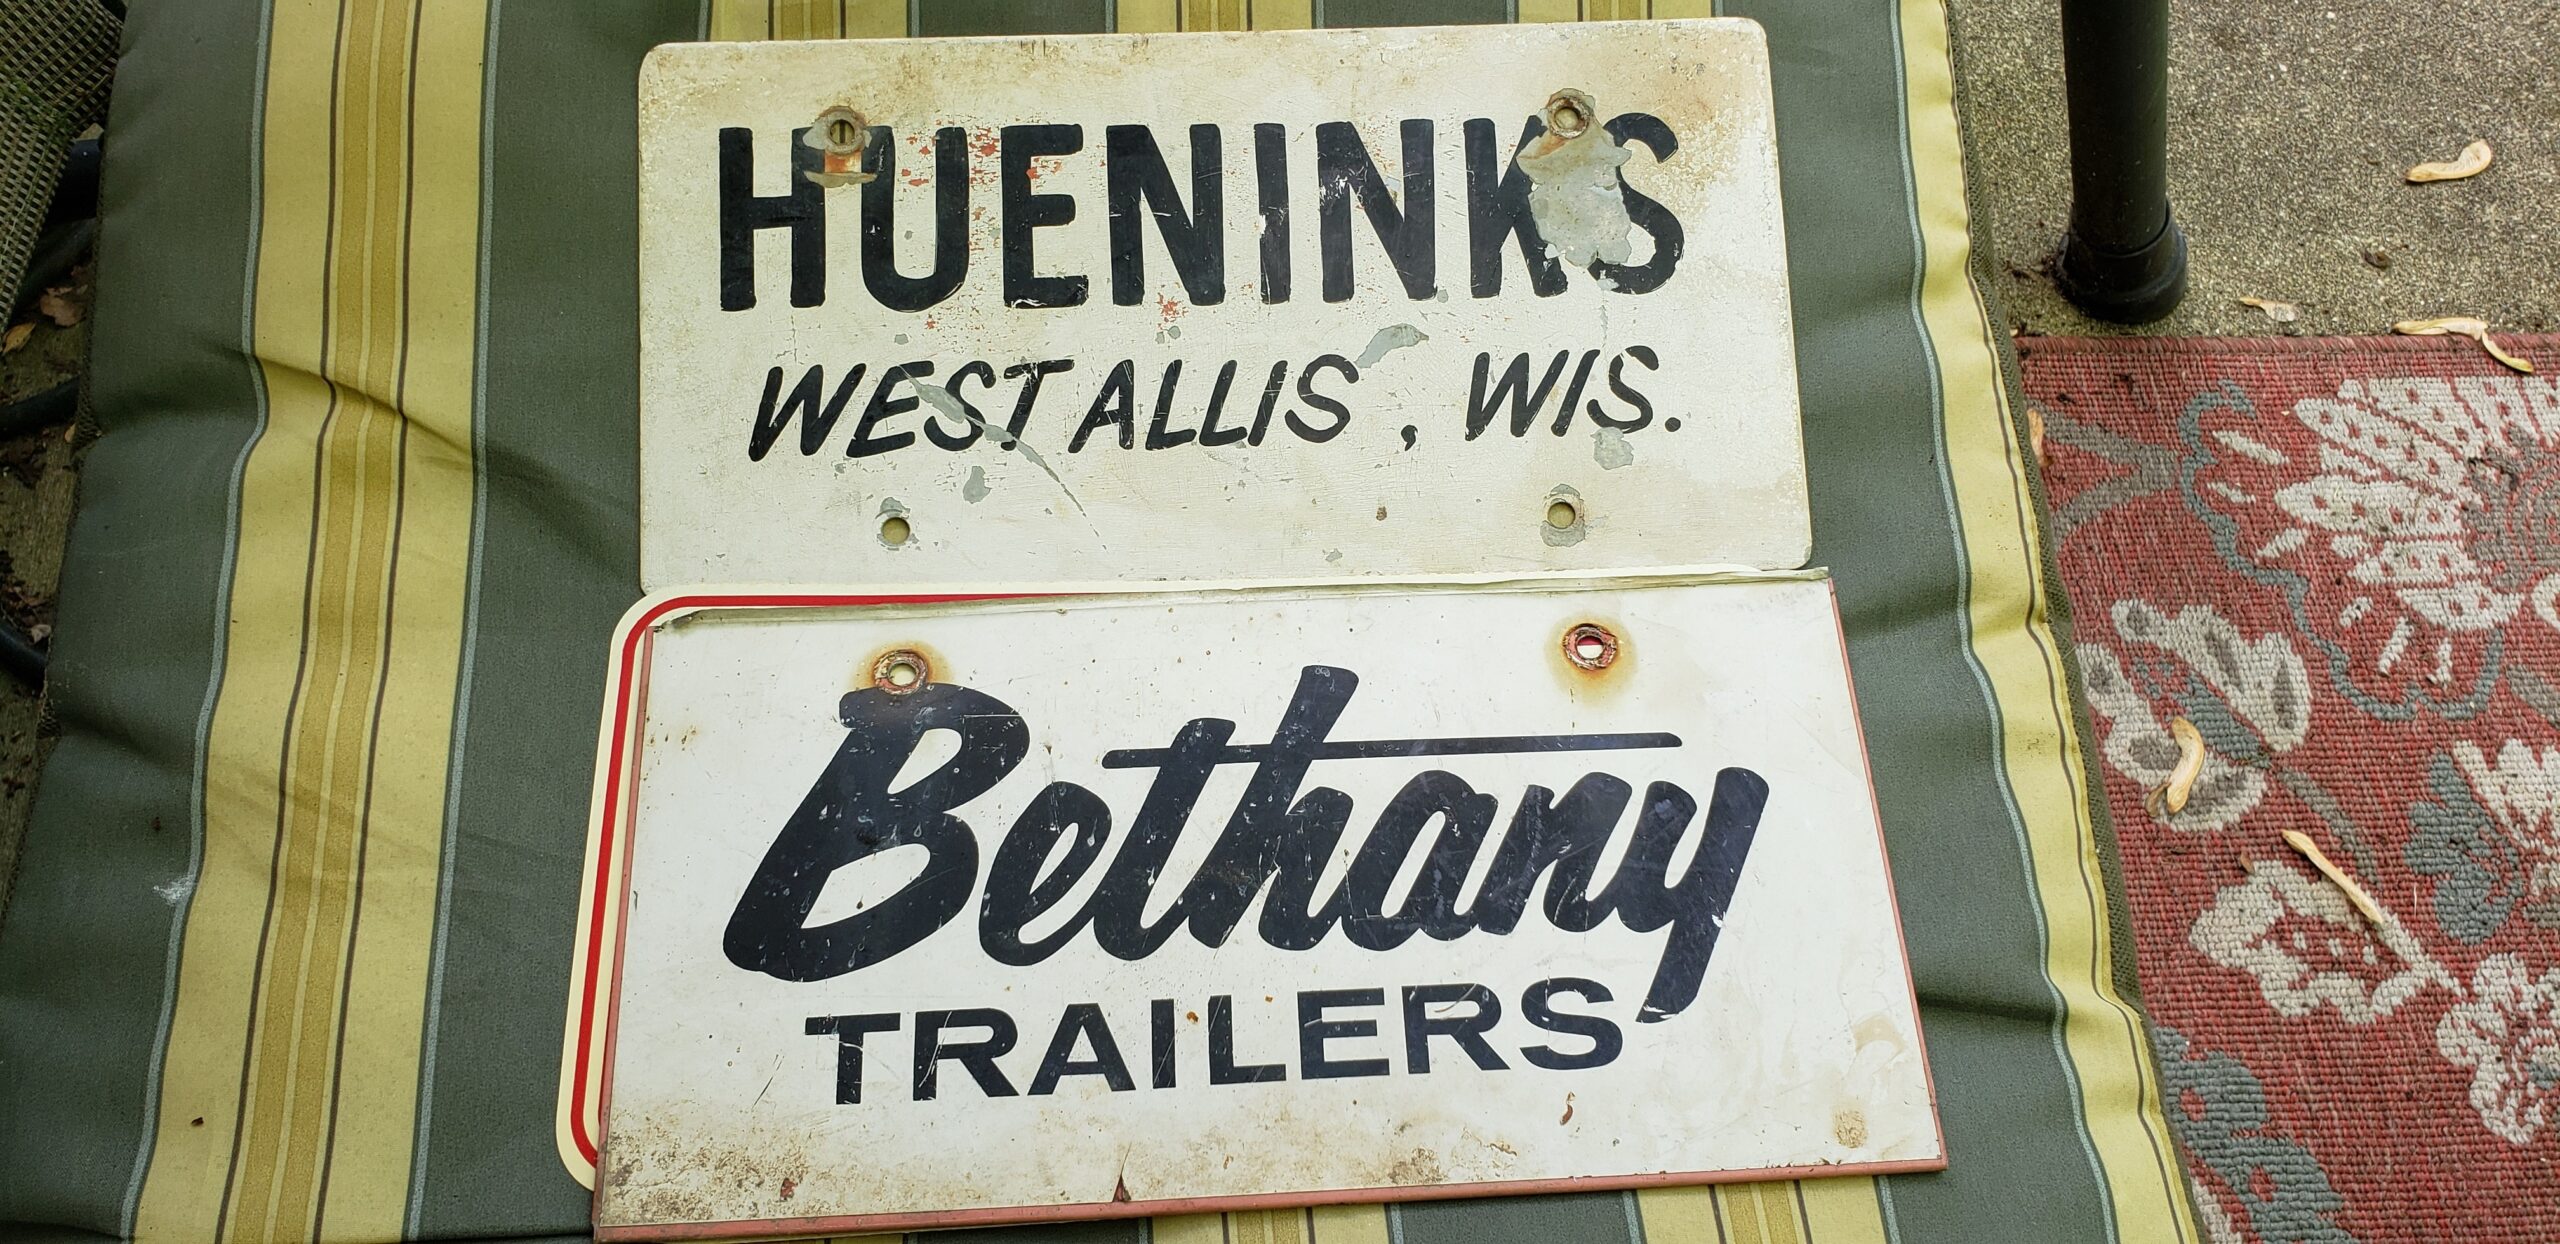 HUENINKS
WEST ALLIS, WIS.
Bethany
TRAILERS